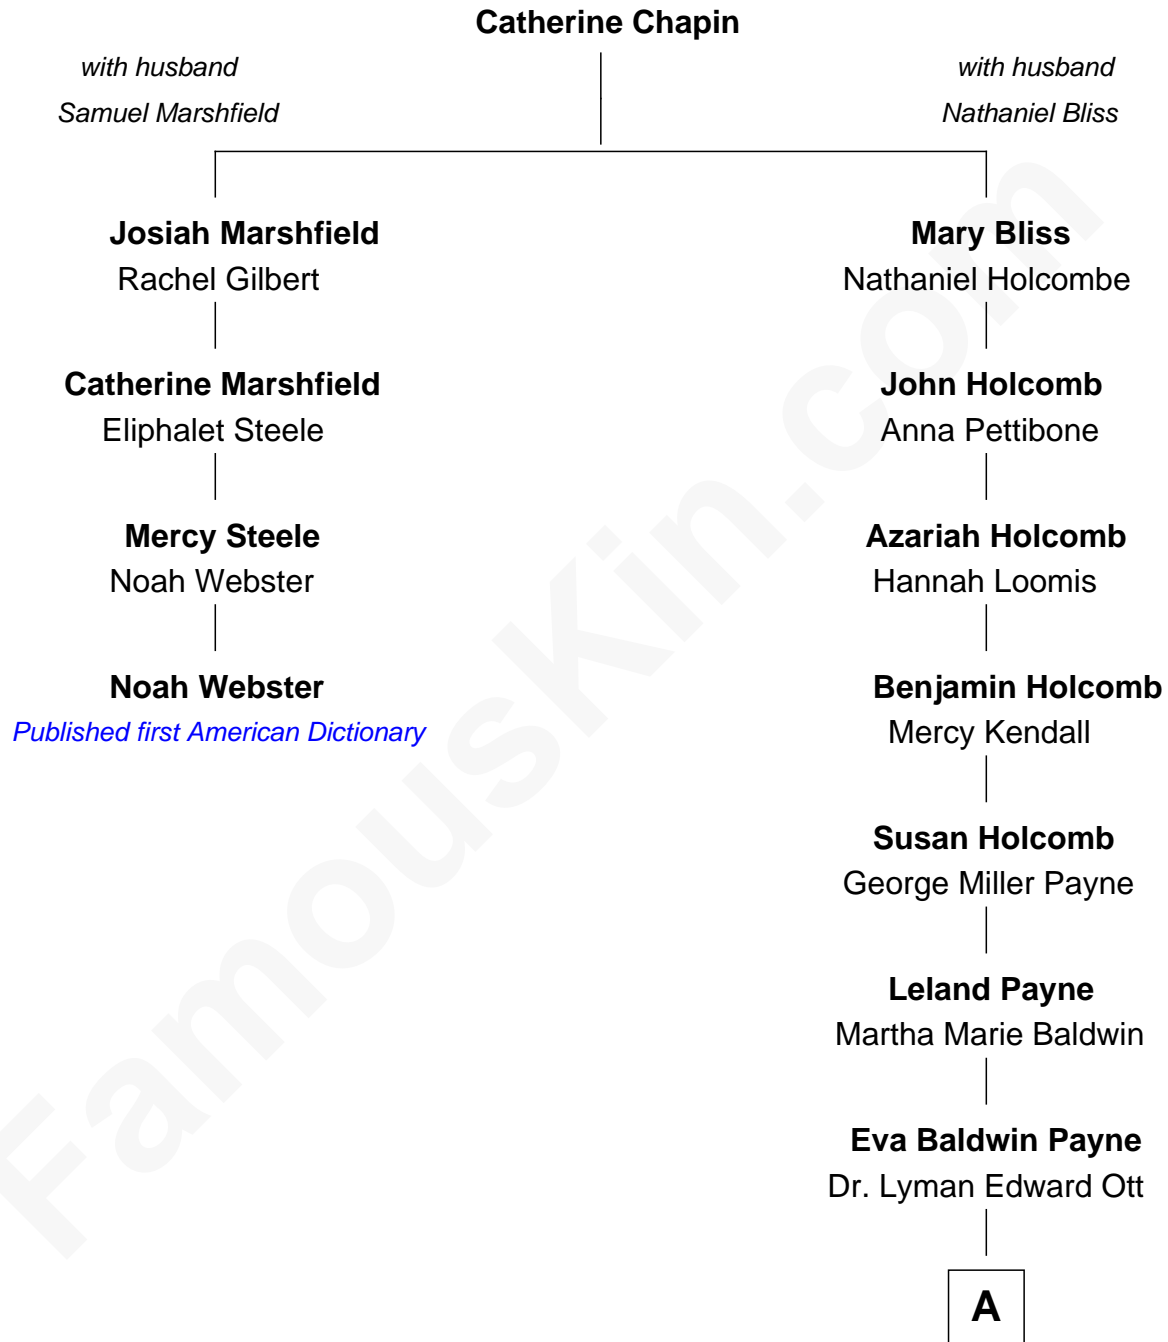 Catherine Chapin
with husband
Samuel Marshfield
with husband
Nathaniel Bliss
Josiah Marshfield
Rachel Gilbert
Catherine Marshfield
Eliphalet Steele
Mercy Steele
Noah Webster
Noah Webster
Published first American Dictionary
Mary Bliss
Nathaniel Holcombe
John Holcomb
Anna Pettibone
Azariah Holcomb
Hannah Loomis
Benjamin Holcomb
Mercy Kendall
Susan Holcomb
George Miller Payne
Leland Payne
Martha Marie Baldwin
Eva Baldwin Payne
Dr. Lyman Edward Ott
A
FamousKin.com